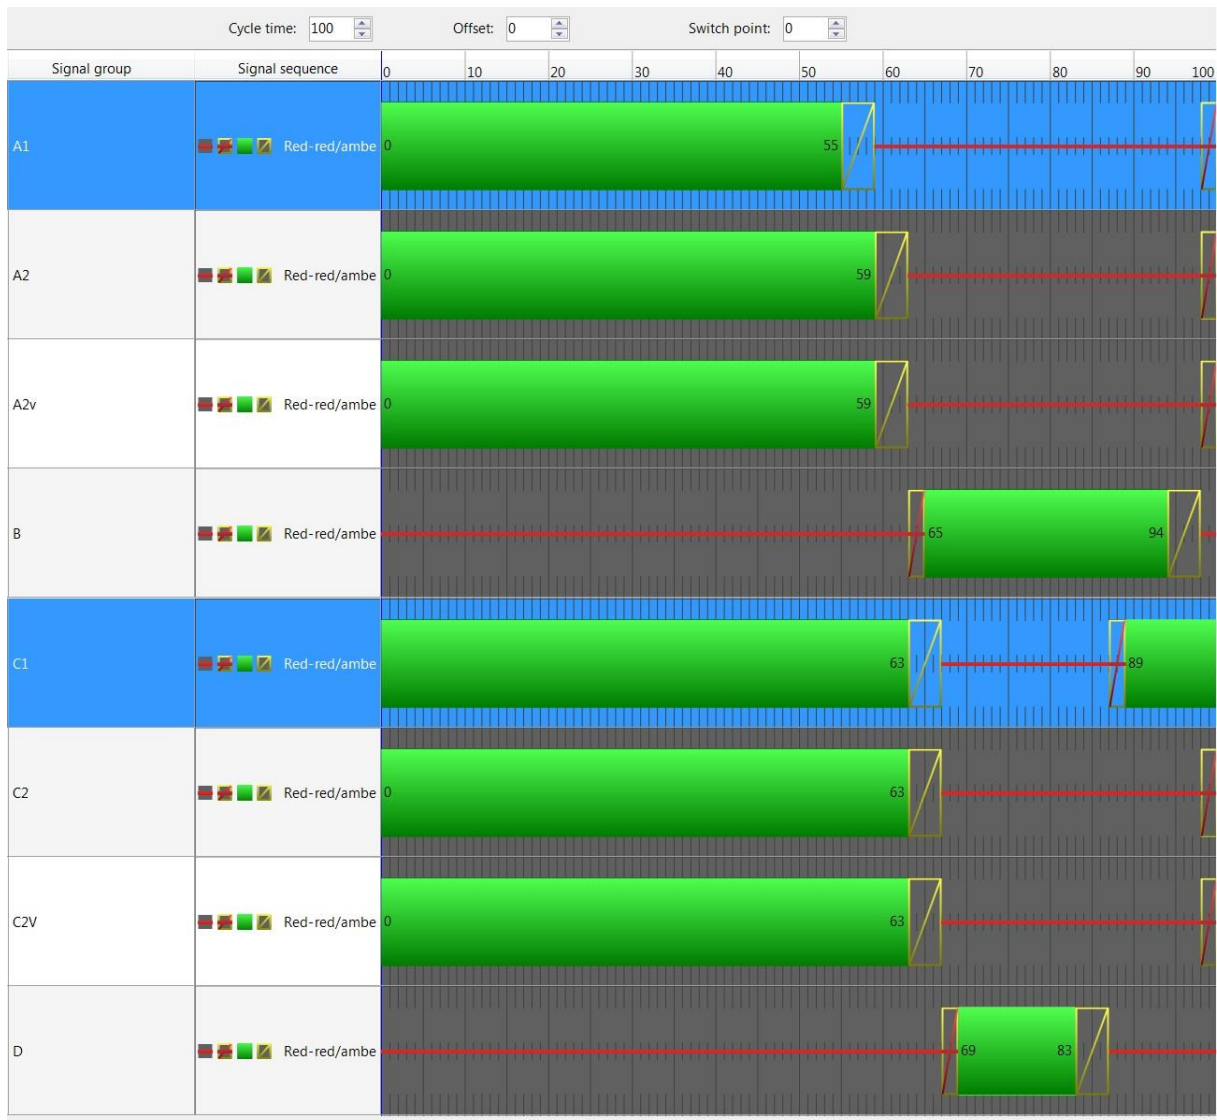 Cycle time: 100 Offset: 0 Switch point: 0
Signal group Signal sequence 0 10 20 30 40 50 60 70 80 90 100
A1 Red-red/ambe 0 55
A2 Red-red/ambe 0 59
A2v Red-red/ambe 0 59
B Red-red/ambe 65 94
C1 Red-red/ambe 63 89
C2 Red-red/ambe 0 63
C2V Red-red/ambe 0 63
D Red-red/ambe 69 83